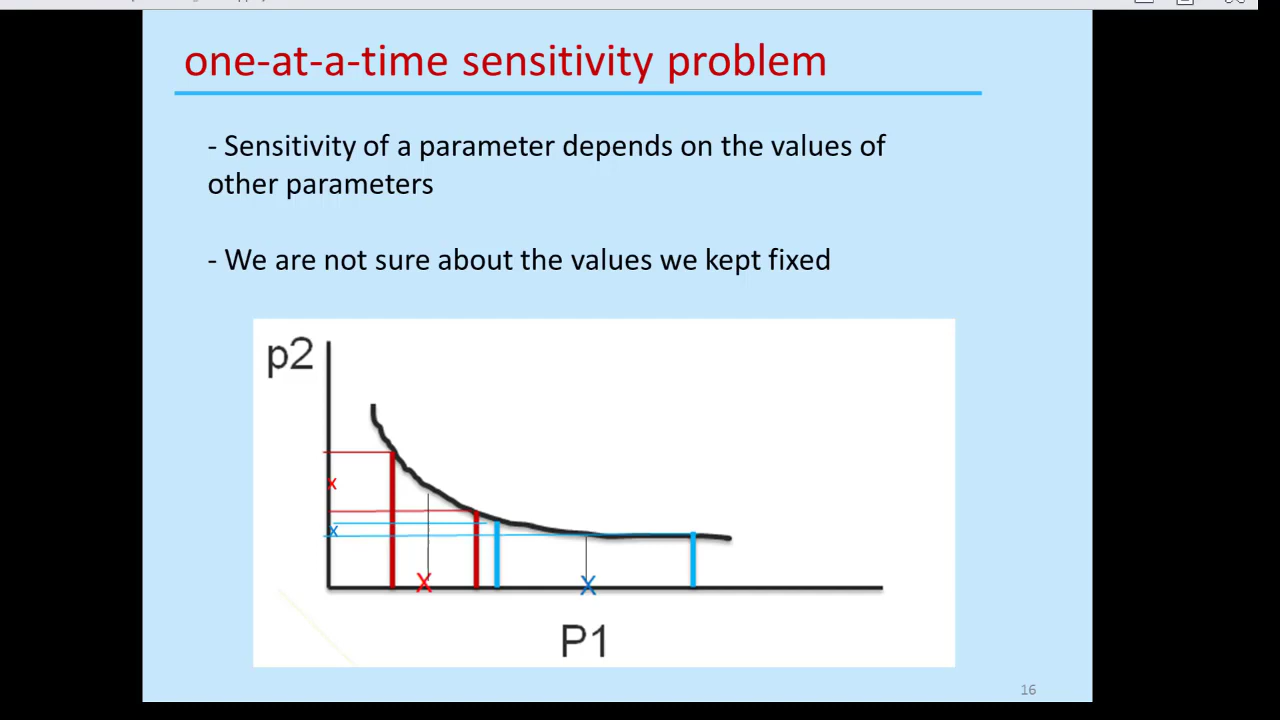 one-at-a-time sensitivity problem
- Sensitivity of a parameter depends on the values of
other parameters
- We are not sure about the values we kept fixed
p2
x
x
X
X
P1
16